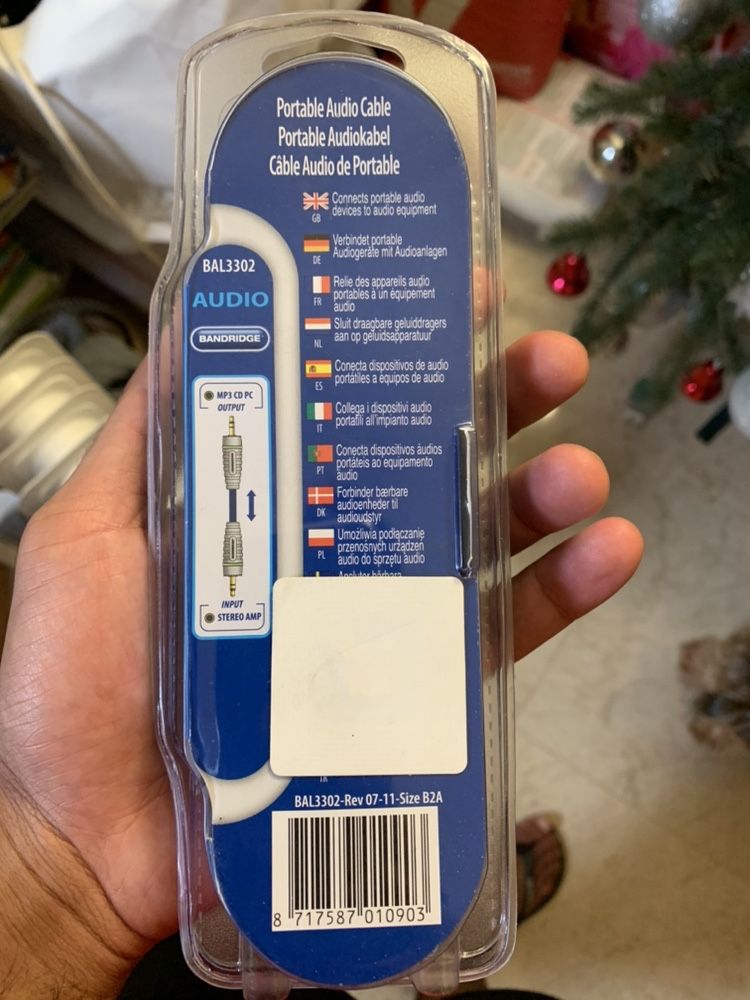 Portable Audio Cable
Portable Audiokabel
Câble Audio de Portable
GB
Connects portable audio
devices to audio equipment
DE
Verbindet portable
Audiogeräte mit Audioanlagen
FR
Relie des appareils audio
portables à un équipement
audio
NL
Sluit draagbare geluiddragers
aan op geluidsapparatuur
ES
Conecta dispositivos de audio
portátiles a equipos de audio
IT
Collega i dispositivi audio
portatili all'impianto audio
PT
Conecta dispositivos áudios
portáteis ao equipamento
áudio
DK
Forbinder bærbare
audioenheder til
audioudstyr
PL
Umożliwia podłączanie
przenośnych urządzeń
audio do sprzętu audio
BAL3302
AUDIO
BANDRIDGE
MP3 CD PC
OUTPUT
INPUT
STEREO AMP
TR
BAL3302-Rev 07-11-Size B2A
8 717587 010903